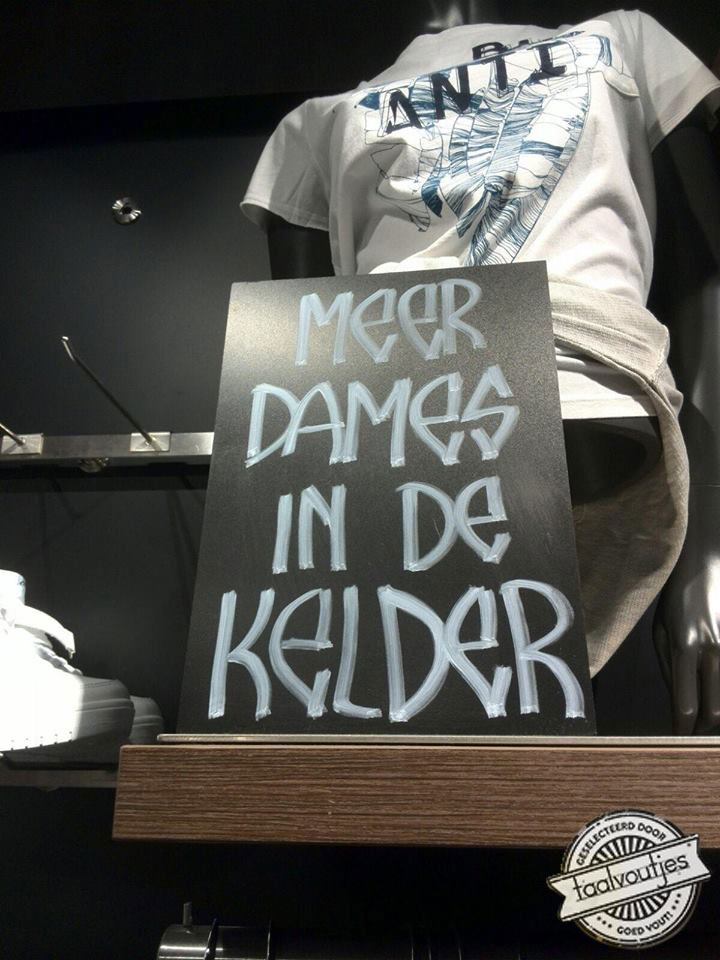 ANTI
MEER
DAMES
IN DE
KELDER
GESELECTEERD DOOR
taalvoutjes
GOED VOUT!